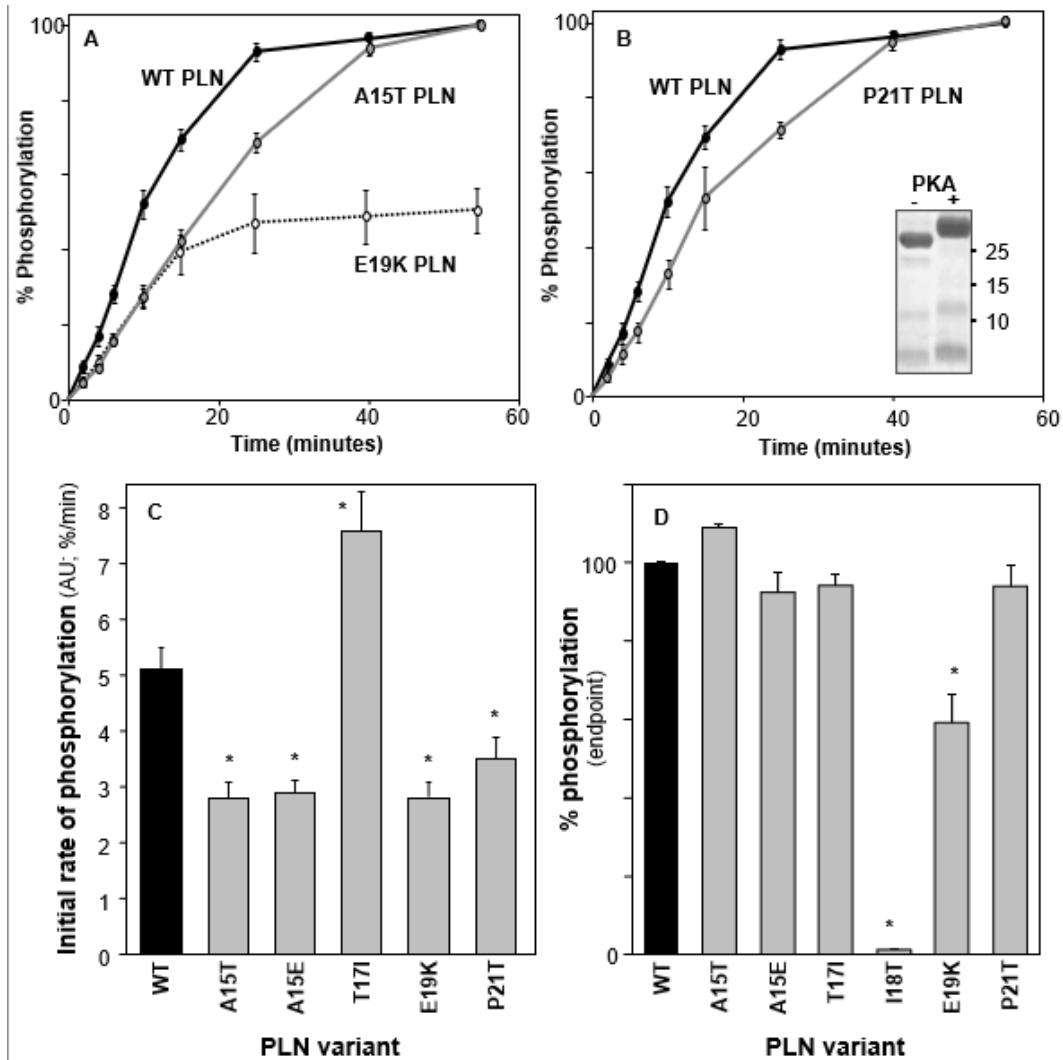 A
100
WT PLN
A15T PLN
E19K PLN
% Phosphorylation
0
0 20 40 60
Time (minutes)
B
100
WT PLN
P21T PLN
PKA
- +
25
15
10
% Phosphorylation
0
0 20 40 60
Time (minutes)
C
8
7
6
5
4
3
2
1
0
Initial rate of phosphorylation (AU; %/min)
* * * * *
WT A15T A15E T17I E19K P21T
PLN variant
D
100
0
% phosphorylation
(endpoint)
* *
WT A15T A15E T17I I18T E19K P21T
PLN variant